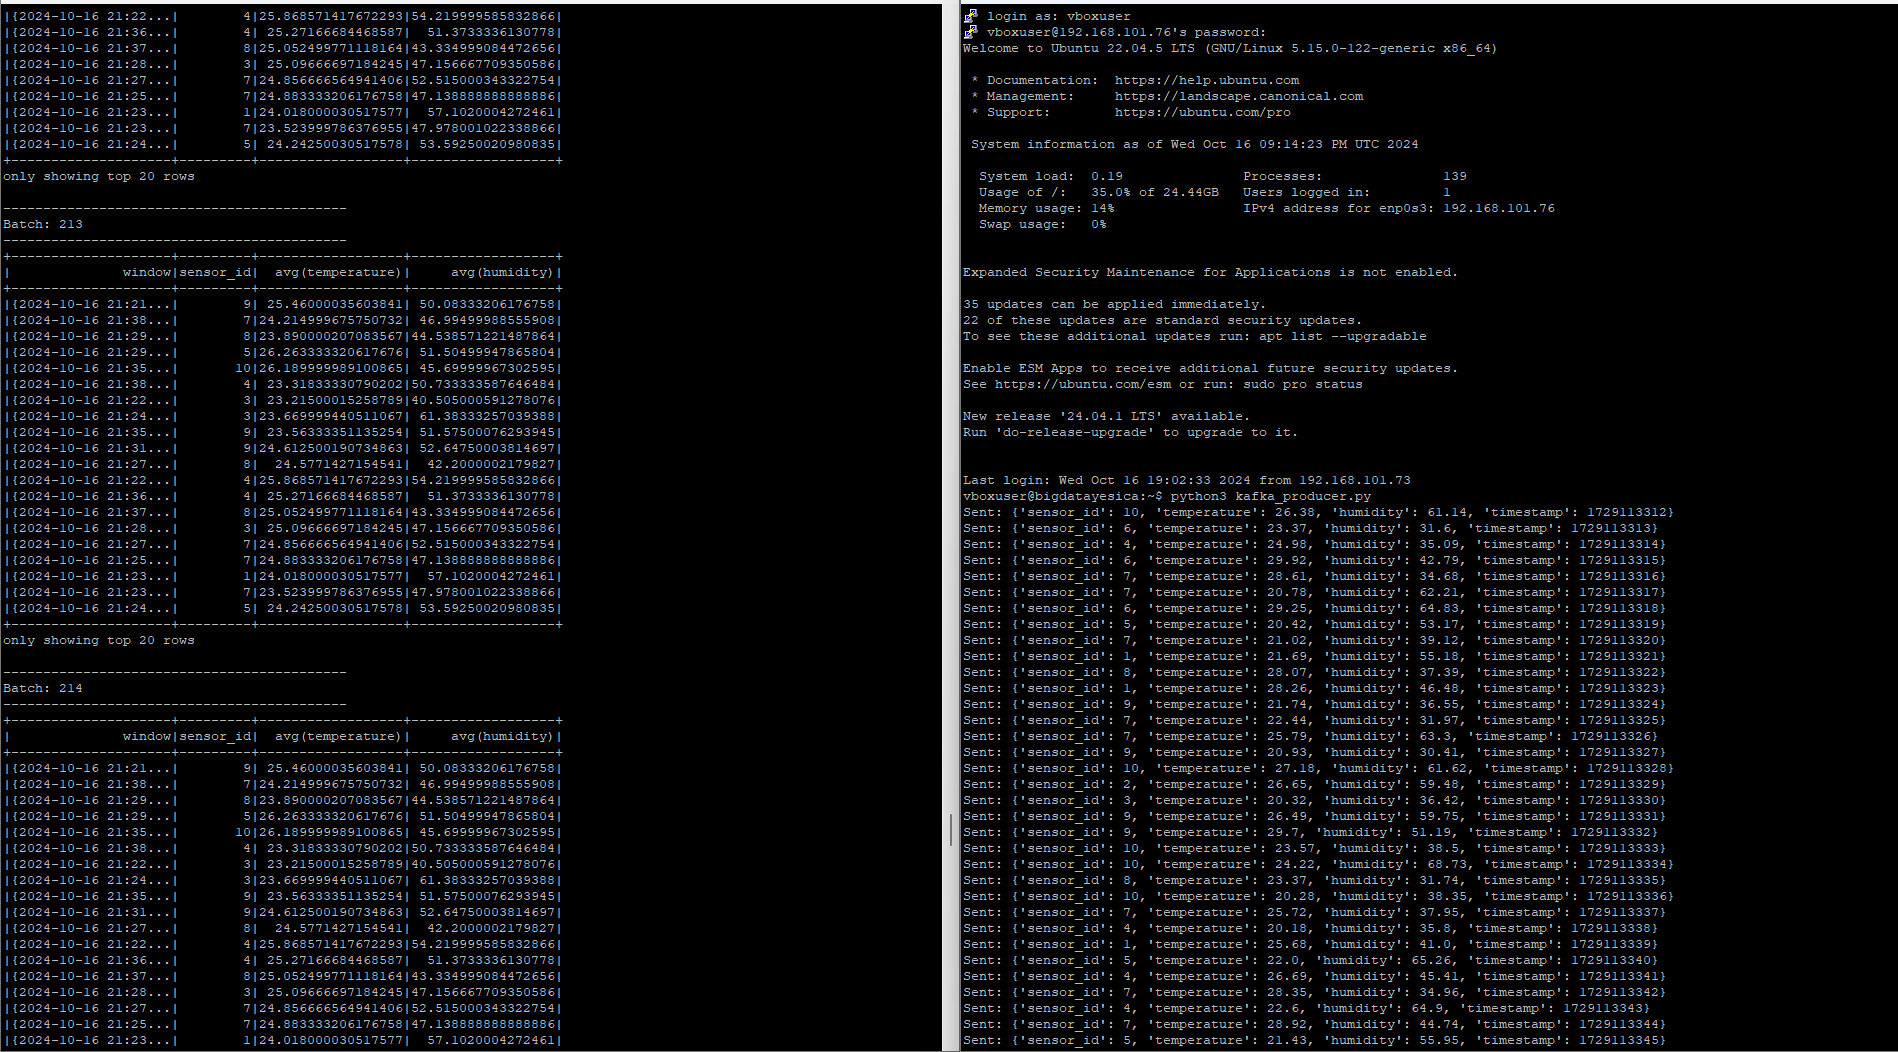 |{2024-10-16 21:22...|        4|25.868571417672293|54.219999585832866|
|{2024-10-16 21:36...|        4| 25.27166684468587|  51.3733336130778|
|{2024-10-16 21:37...|        8|25.052499771118164|43.334999084472656|
|{2024-10-16 21:28...|        3| 25.09666697184245|47.156667709350586|
|{2024-10-16 21:27...|        7|24.856666564941406|52.515000343322754|
|{2024-10-16 21:25...|        7|24.883333206176758|47.138888888888886|
|{2024-10-16 21:23...|        1|24.018000030517577|  57.1020004272461|
|{2024-10-16 21:23...|        7|23.523999786376955|47.978001022338866|
|{2024-10-16 21:24...|        5| 24.24250030517578| 53.59250020980835|
+--------------------+---------+------------------+------------------+
only showing top 20 rows
-------------------------------------------
Batch: 213
-------------------------------------------
+--------------------+---------+------------------+------------------+
|              window|sensor_id|  avg(temperature)|     avg(humidity)|
+--------------------+---------+------------------+------------------+
|{2024-10-16 21:21...|        9| 25.46000035603841| 50.08333206176758|
|{2024-10-16 21:38...|        7|24.214999675750732| 46.99499988555908|
|{2024-10-16 21:29...|        8|23.890000207083567|44.538571221487864|
|{2024-10-16 21:29...|        5|26.263333320617676| 51.50499947865804|
|{2024-10-16 21:35...|       10|26.189999989100865| 45.69999967302595|
|{2024-10-16 21:38...|        4| 23.31833330790202|50.733333587646484|
|{2024-10-16 21:22...|        3| 23.21500015258789|40.505000591278076|
|{2024-10-16 21:24...|        3|23.669999440511067| 61.38333257039388|
|{2024-10-16 21:35...|        9| 23.56333351135254| 51.57500076293945|
|{2024-10-16 21:31...|        9|24.612500190734863| 52.64750003814697|
|{2024-10-16 21:27...|        8|  24.5771427154541|  42.2000002179827|
|{2024-10-16 21:22...|        4|25.868571417672293|54.219999585832866|
|{2024-10-16 21:36...|        4| 25.27166684468587|  51.3733336130778|
|{2024-10-16 21:37...|        8|25.052499771118164|43.334999084472656|
|{2024-10-16 21:28...|        3| 25.09666697184245|47.156667709350586|
|{2024-10-16 21:27...|        7|24.856666564941406|52.515000343322754|
|{2024-10-16 21:25...|        7|24.883333206176758|47.138888888888886|
|{2024-10-16 21:23...|        1|24.018000030517577|  57.1020004272461|
|{2024-10-16 21:23...|        7|23.523999786376955|47.978001022338866|
|{2024-10-16 21:24...|        5| 24.24250030517578| 53.59250020980835|
+--------------------+---------+------------------+------------------+
only showing top 20 rows
-------------------------------------------
Batch: 214
-------------------------------------------
+--------------------+---------+------------------+------------------+
|              window|sensor_id|  avg(temperature)|     avg(humidity)|
+--------------------+---------+------------------+------------------+
|{2024-10-16 21:21...|        9| 25.46000035603841| 50.08333206176758|
|{2024-10-16 21:38...|        7|24.214999675750732| 46.99499988555908|
|{2024-10-16 21:29...|        8|23.890000207083567|44.538571221487864|
|{2024-10-16 21:29...|        5|26.263333320617676| 51.50499947865804|
|{2024-10-16 21:35...|       10|26.189999989100865| 45.69999967302595|
|{2024-10-16 21:38...|        4| 23.31833330790202|50.733333587646484|
|{2024-10-16 21:22...|        3| 23.21500015258789|40.505000591278076|
|{2024-10-16 21:24...|        3|23.669999440511067| 61.38333257039388|
|{2024-10-16 21:35...|        9| 23.56333351135254| 51.57500076293945|
|{2024-10-16 21:31...|        9|24.612500190734863| 52.64750003814697|
|{2024-10-16 21:27...|        8|  24.5771427154541|  42.2000002179827|
|{2024-10-16 21:22...|        4|25.868571417672293|54.219999585832866|
|{2024-10-16 21:36...|        4| 25.27166684468587|  51.3733336130778|
|{2024-10-16 21:37...|        8|25.052499771118164|43.334999084472656|
|{2024-10-16 21:28...|        3| 25.09666697184245|47.156667709350586|
|{2024-10-16 21:27...|        7|24.856666564941406|52.515000343322754|
|{2024-10-16 21:25...|        7|24.883333206176758|47.138888888888886|
|{2024-10-16 21:23...|        1|24.018000030517577|  57.1020004272461|
login as: vboxuser
vboxuser@192.168.101.76's password:
Welcome to Ubuntu 22.04.5 LTS (GNU/Linux 5.15.0-122-generic x86_64)
 * Documentation:  https://help.ubuntu.com
 * Management:     https://landscape.canonical.com
 * Support:        https://ubuntu.com/pro
 System information as of Wed Oct 16 09:14:23 PM UTC 2024
  System load:  0.19               Processes:               139
  Usage of /:   35.0% of 24.44GB   Users logged in:         1
  Memory usage: 14%                IPv4 address for enp0s3: 192.168.101.76
  Swap usage:   0%
Expanded Security Maintenance for Applications is not enabled.
35 updates can be applied immediately.
22 of these updates are standard security updates.
To see these additional updates run: apt list --upgradable
Enable ESM Apps to receive additional future security updates.
See https://ubuntu.com/esm or run: sudo pro status
New release '24.04.1 LTS' available.
Run 'do-release-upgrade' to upgrade to it.
Last login: Wed Oct 16 19:02:33 2024 from 192.168.101.73
vboxuser@bigdatayesica:~$ python3 kafka_producer.py
Sent: {'sensor_id': 10, 'temperature': 26.38, 'humidity': 61.14, 'timestamp': 1729113312}
Sent: {'sensor_id': 6, 'temperature': 23.37, 'humidity': 31.6, 'timestamp': 1729113313}
Sent: {'sensor_id': 4, 'temperature': 24.98, 'humidity': 35.09, 'timestamp': 1729113314}
Sent: {'sensor_id': 6, 'temperature': 29.92, 'humidity': 42.79, 'timestamp': 1729113315}
Sent: {'sensor_id': 7, 'temperature': 28.61, 'humidity': 34.68, 'timestamp': 1729113316}
Sent: {'sensor_id': 7, 'temperature': 20.78, 'humidity': 62.21, 'timestamp': 1729113317}
Sent: {'sensor_id': 6, 'temperature': 29.25, 'humidity': 64.83, 'timestamp': 1729113318}
Sent: {'sensor_id': 5, 'temperature': 20.42, 'humidity': 53.17, 'timestamp': 1729113319}
Sent: {'sensor_id': 7, 'temperature': 21.02, 'humidity': 39.12, 'timestamp': 1729113320}
Sent: {'sensor_id': 1, 'temperature': 21.69, 'humidity': 55.18, 'timestamp': 1729113321}
Sent: {'sensor_id': 8, 'temperature': 28.07, 'humidity': 37.39, 'timestamp': 1729113322}
Sent: {'sensor_id': 1, 'temperature': 28.26, 'humidity': 46.48, 'timestamp': 1729113323}
Sent: {'sensor_id': 9, 'temperature': 21.74, 'humidity': 36.55, 'timestamp': 1729113324}
Sent: {'sensor_id': 7, 'temperature': 22.44, 'humidity': 31.97, 'timestamp': 1729113325}
Sent: {'sensor_id': 7, 'temperature': 25.79, 'humidity': 63.3, 'timestamp': 1729113326}
Sent: {'sensor_id': 9, 'temperature': 20.93, 'humidity': 30.41, 'timestamp': 1729113327}
Sent: {'sensor_id': 10, 'temperature': 27.18, 'humidity': 61.62, 'timestamp': 1729113328}
Sent: {'sensor_id': 2, 'temperature': 26.65, 'humidity': 59.48, 'timestamp': 1729113329}
Sent: {'sensor_id': 3, 'temperature': 20.32, 'humidity': 36.42, 'timestamp': 1729113330}
Sent: {'sensor_id': 9, 'temperature': 26.49, 'humidity': 59.75, 'timestamp': 1729113331}
Sent: {'sensor_id': 9, 'temperature': 29.7, 'humidity': 51.19, 'timestamp': 1729113332}
Sent: {'sensor_id': 10, 'temperature': 23.57, 'humidity': 38.5, 'timestamp': 1729113333}
Sent: {'sensor_id': 10, 'temperature': 24.22, 'humidity': 68.73, 'timestamp': 1729113334}
Sent: {'sensor_id': 8, 'temperature': 23.37, 'humidity': 31.74, 'timestamp': 1729113335}
Sent: {'sensor_id': 10, 'temperature': 20.28, 'humidity': 38.35, 'timestamp': 1729113336}
Sent: {'sensor_id': 7, 'temperature': 25.72, 'humidity': 37.95, 'timestamp': 1729113337}
Sent: {'sensor_id': 4, 'temperature': 20.18, 'humidity': 35.8, 'timestamp': 1729113338}
Sent: {'sensor_id': 1, 'temperature': 25.68, 'humidity': 41.0, 'timestamp': 1729113339}
Sent: {'sensor_id': 5, 'temperature': 22.0, 'humidity': 65.26, 'timestamp': 1729113340}
Sent: {'sensor_id': 4, 'temperature': 26.69, 'humidity': 45.41, 'timestamp': 1729113341}
Sent: {'sensor_id': 7, 'temperature': 28.35, 'humidity': 34.96, 'timestamp': 1729113342}
Sent: {'sensor_id': 4, 'temperature': 22.6, 'humidity': 64.9, 'timestamp': 1729113343}
Sent: {'sensor_id': 7, 'temperature': 28.92, 'humidity': 44.74, 'timestamp': 1729113344}
Sent: {'sensor_id': 5, 'temperature': 21.43, 'humidity': 55.95, 'timestamp': 1729113345}